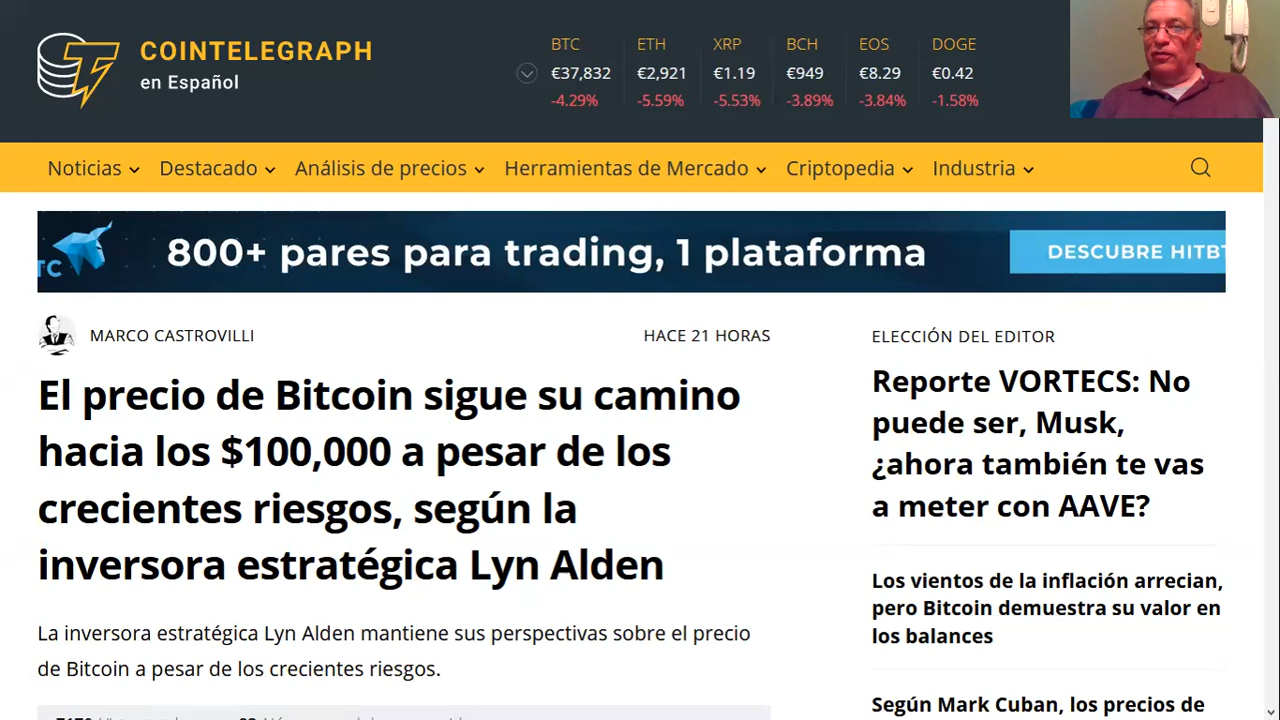 COINTELEGRAPH
en Español
BTC ETH XRP BCH EOS DOGE
€37,832 €2,921 €1.19 €949 €8.29 €0.42
-4.29% -5.59% -5.53% -3.89% -3.84% -1.58%
Noticias Destacado Análisis de precios Herramientas de Mercado Criptopedia Industria
TC 800+ pares para trading, 1 plataforma DESCUBRE HITBT
MARCO CASTROVILLI HACE 21 HORAS
El precio de Bitcoin sigue su camino
hacia los $100,000 a pesar de los
crecientes riesgos, según la
inversora estratégica Lyn Alden
La inversora estratégica Lyn Alden mantiene sus perspectivas sobre el precio
de Bitcoin a pesar de los crecientes riesgos.
ELECCIÓN DEL EDITOR
Reporte VORTECS: No
puede ser, Musk,
¿ahora también te vas
a meter con AAVE?
Los vientos de la inflación arrecian,
pero Bitcoin demuestra su valor en
los balances
Según Mark Cuban, los precios de